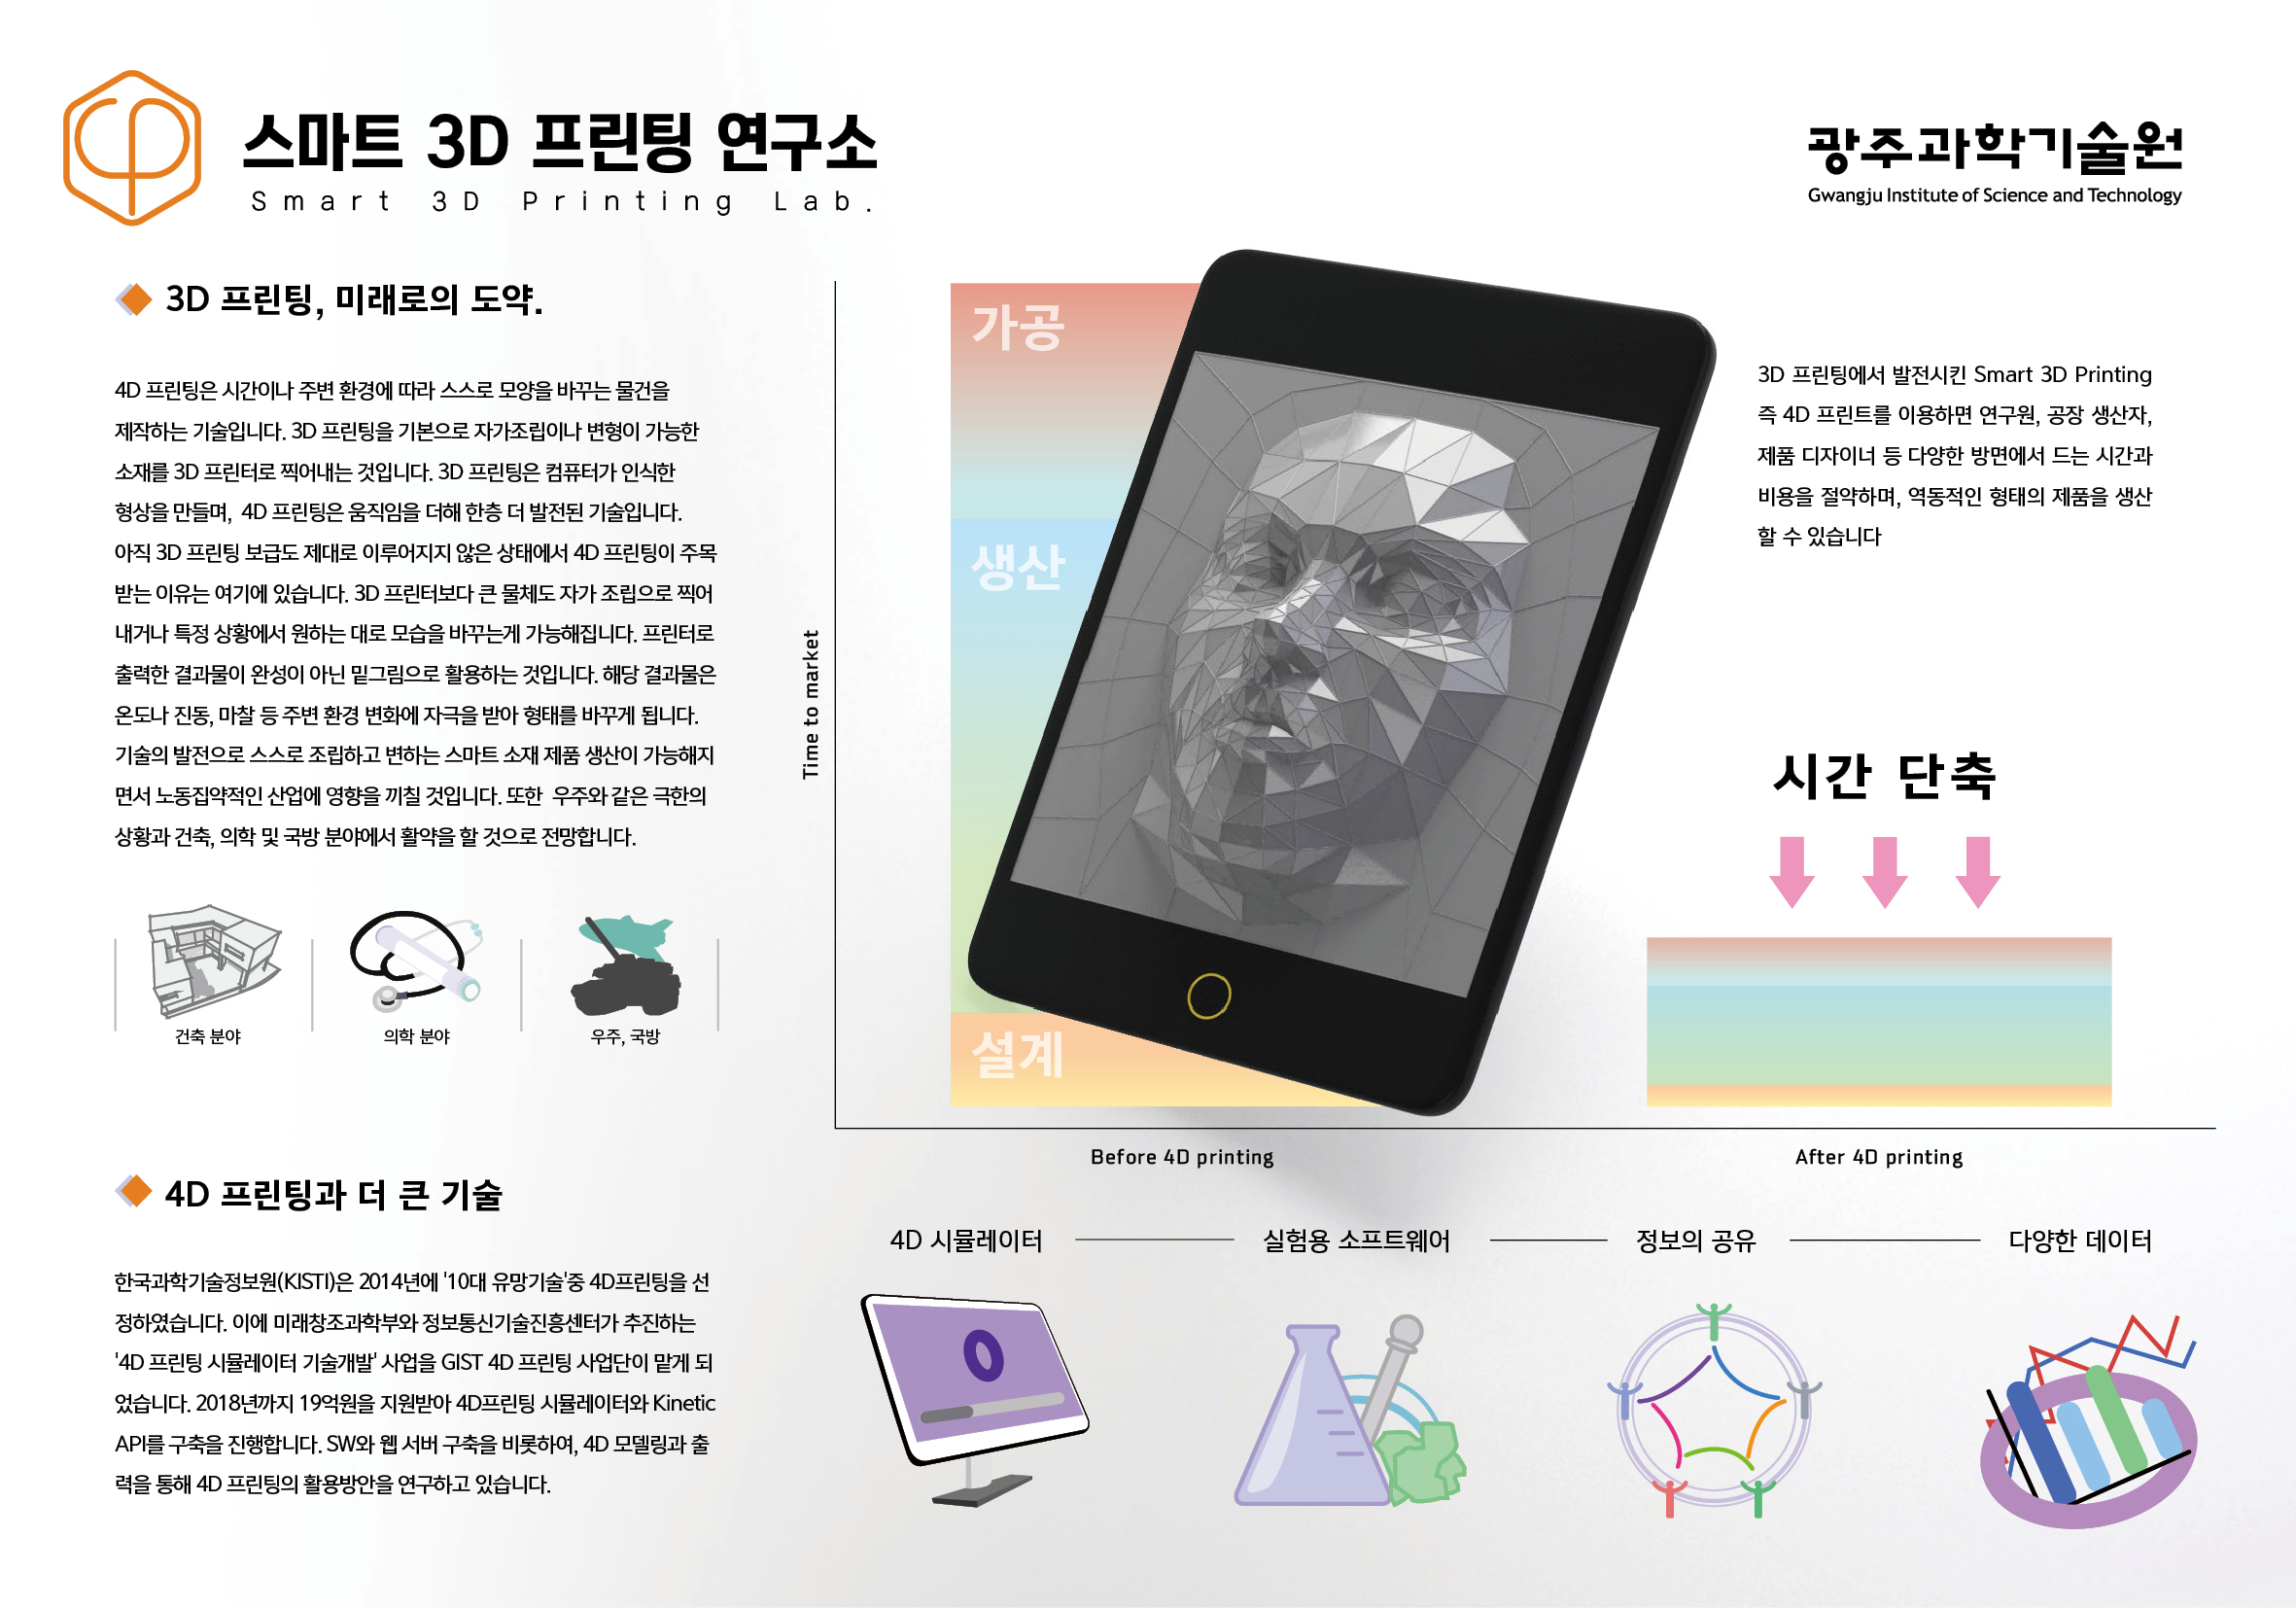 스마트 3D 프린팅 연구소
Smart 3D Printing Lab.
광주과학기술원
Gwangju Institute of Science and Technology
3D 프린팅, 미래로의 도약.
4D 프린팅은 시간이나 주변 환경에 따라 스스로 모양을 바꾸는 물건을
제작하는 기술입니다. 3D 프린팅을 기본으로 자가조립이나 변형이 가능한
소재를 3D 프린터로 찍어내는 것입니다. 3D 프린팅은 컴퓨터가 인식한
형상을 만들며, 4D 프린팅은 움직임을 더해 한층 더 발전된 기술입니다.
아직 3D 프린팅 보급도 제대로 이루어지지 않은 상태에서 4D 프린팅이 주목
받는 이유는 여기에 있습니다. 3D 프린터보다 큰 물체도 자가 조립으로 찍어
내거나 특정 상황에서 원하는 대로 모습을 바꾸는게 가능해집니다. 프린터로
출력한 결과물이 완성이 아닌 밑그림으로 활용하는 것입니다. 해당 결과물은
온도나 진동, 마찰 등 주변 환경 변화에 자극을 받아 형태를 바꾸게 됩니다.
기술의 발전으로 스스로 조립하고 변하는 스마트 소재 제품 생산이 가능해지
면서 노동집약적인 산업에 영향을 끼칠 것입니다. 또한 우주와 같은 극한의
상황과 건축, 의학 및 국방 분야에서 활약을 할 것으로 전망합니다.
건축 분야
의학 분야
우주, 국방
4D 프린팅과 더 큰 기술
한국과학기술정보원(KISTI)은 2014년에 '10대 유망기술'중 4D프린팅을 선
정하였습니다. 이에 미래창조과학부와 정보통신기술진흥센터가 추진하는
'4D 프린팅 시뮬레이터 기술개발' 사업을 GIST 4D 프린팅 사업단이 맡게 되
었습니다. 2018년까지 19억원을 지원받아 4D프린팅 시뮬레이터와 Kinetic
API를 구축을 진행합니다. SW와 웹 서버 구축을 비롯하여, 4D 모델링과 출
력을 통해 4D 프린팅의 활용방안을 연구하고 있습니다.
Time to market
가공
생산
설계
3D 프린팅에서 발전시킨 Smart 3D Printing
즉 4D 프린트를 이용하면 연구원, 공장 생산자,
제품 디자이너 등 다양한 방면에서 드는 시간과
비용을 절약하며, 역동적인 형태의 제품을 생산
할 수 있습니다
시간 단축
Before 4D printing
After 4D printing
4D 시뮬레이터
실험용 소프트웨어
정보의 공유
다양한 데이터